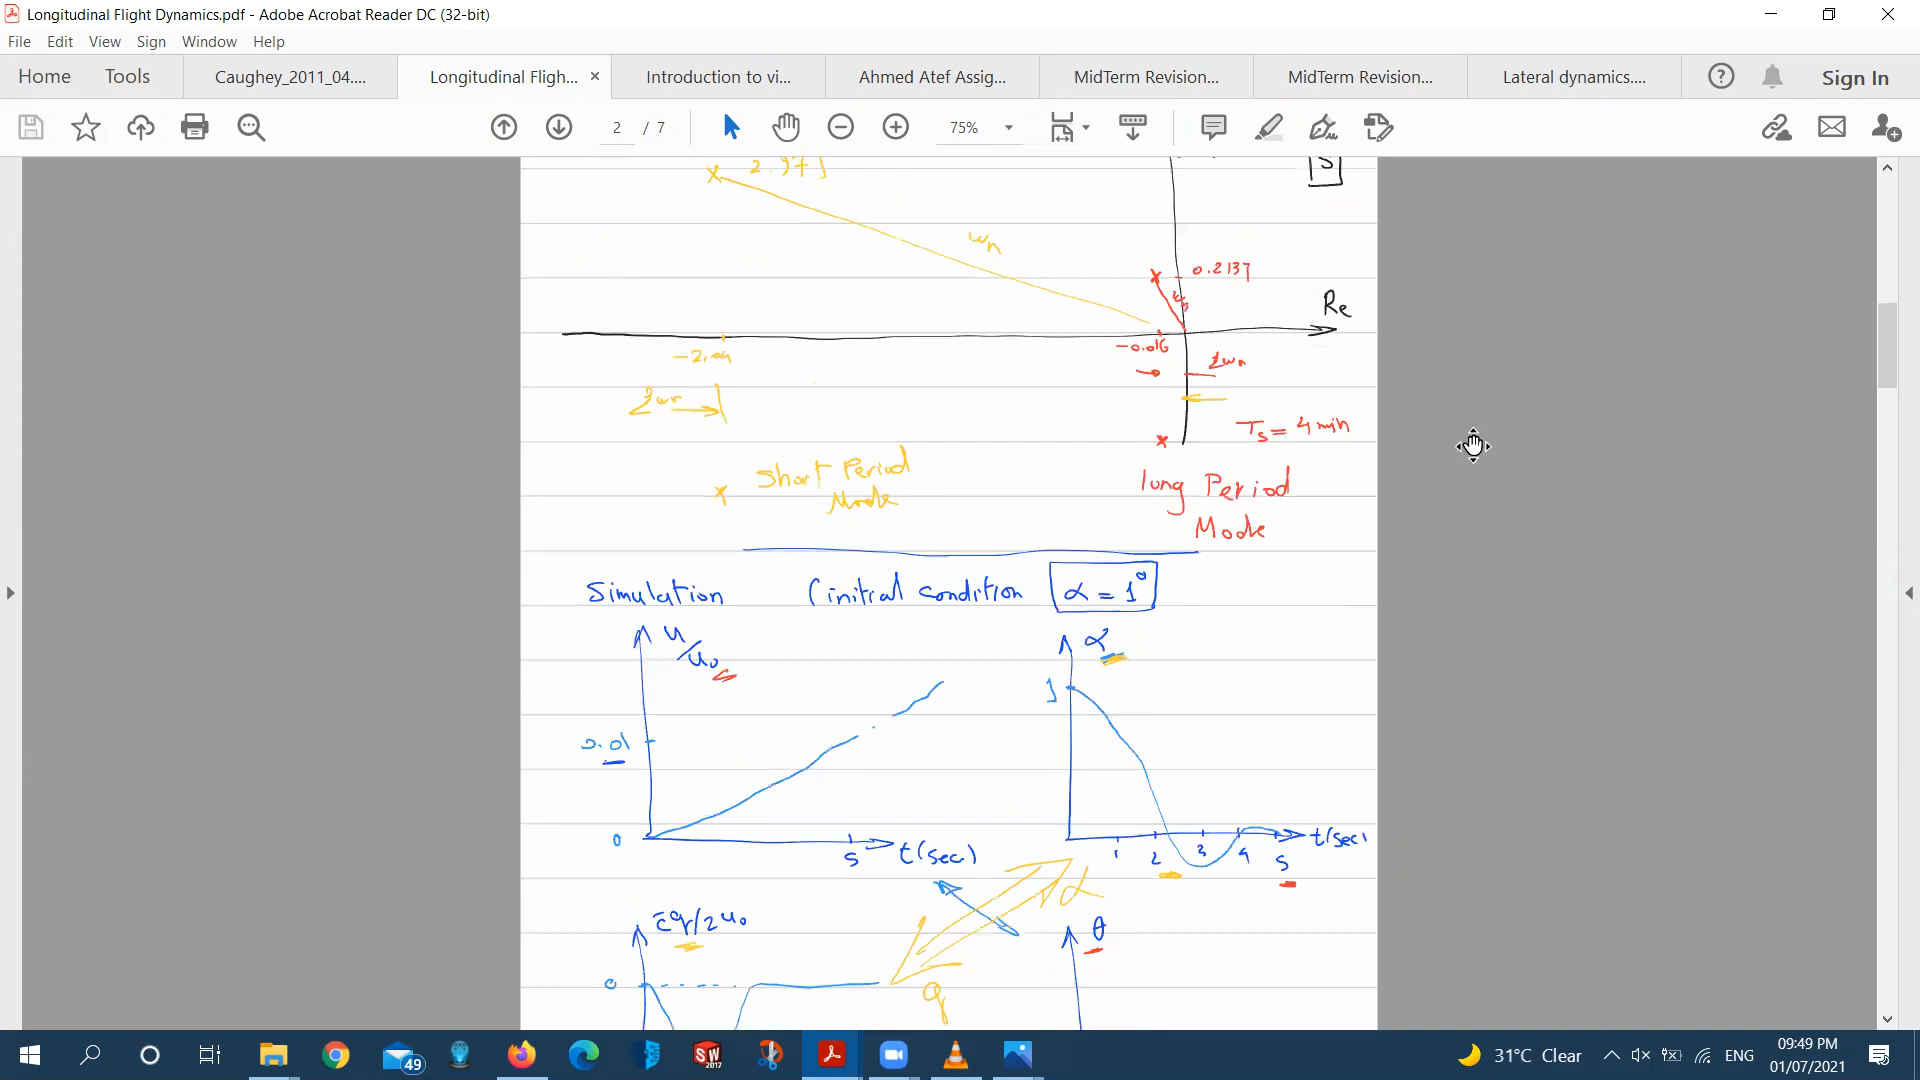 Longitudinal Flight Dynamics.pdf - Adobe Acrobat Reader DC (32-bit)
File Edit View Sign Window Help
Home Tools Caughey_2011_04.... Longitudinal Fligh... × Introduction to vi... Ahmed Atef Assig... MidTerm Revision... MidTerm Revision... Lateral dynamics.... Sign In
2 / 7 75%
S
ωn
0.2137
ωn
Re
-2.04
-0.016
ζωn
ζωn
Ts = 4 min
Short Period
Mode
long Period
Mode
Simulation (initial condition α = 1°
u/u₀
α
1
0.01
0 5 t(sec)
1 2 3 4 5 t(sec)
α
c̄q/2u₀
θ
0
q
49
SW
2017
31°C Clear
ENG
09:49 PM
01/07/2021